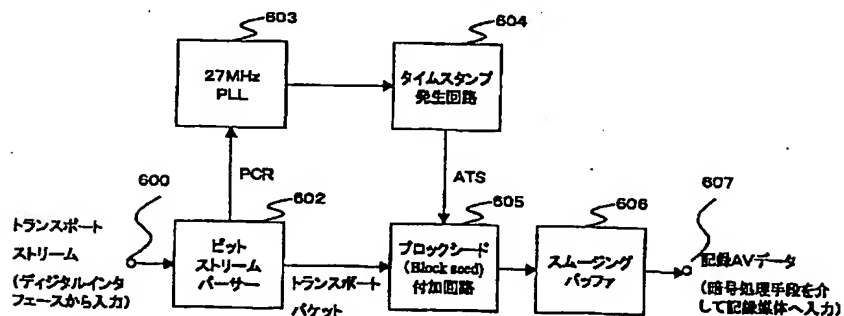 603
604
27MHz
PLL
タイムスタンプ
発生回路
PCR
ATS
600
602
605
606
607
トランスポート
ストリーム
(ディジタルインタ
フェースから入力)
ビット
ストリーム
パーサー
トランスポート
パケット
ブロックシード
(Block seed)
付加回路
スムージング
バッファ
記録AVデータ
(暗号処理手段を介
して記録媒体へ入力)